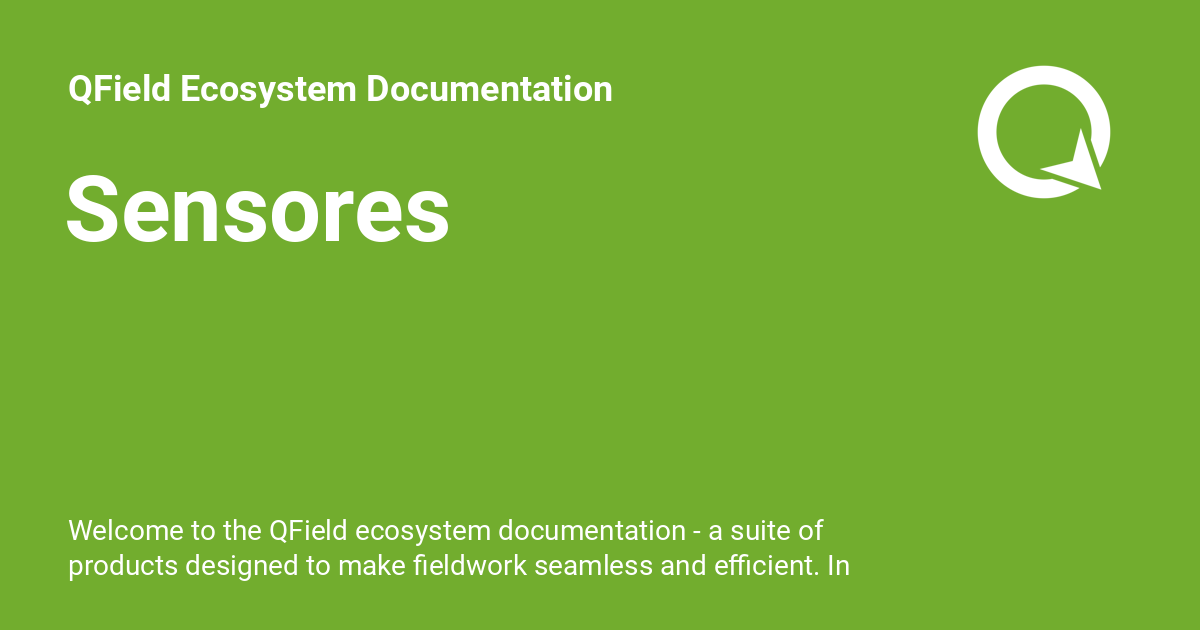 QField Ecosystem Documentation
Sensores
Welcome to the QField ecosystem documentation - a suite of
products designed to make fieldwork seamless and efficient. In